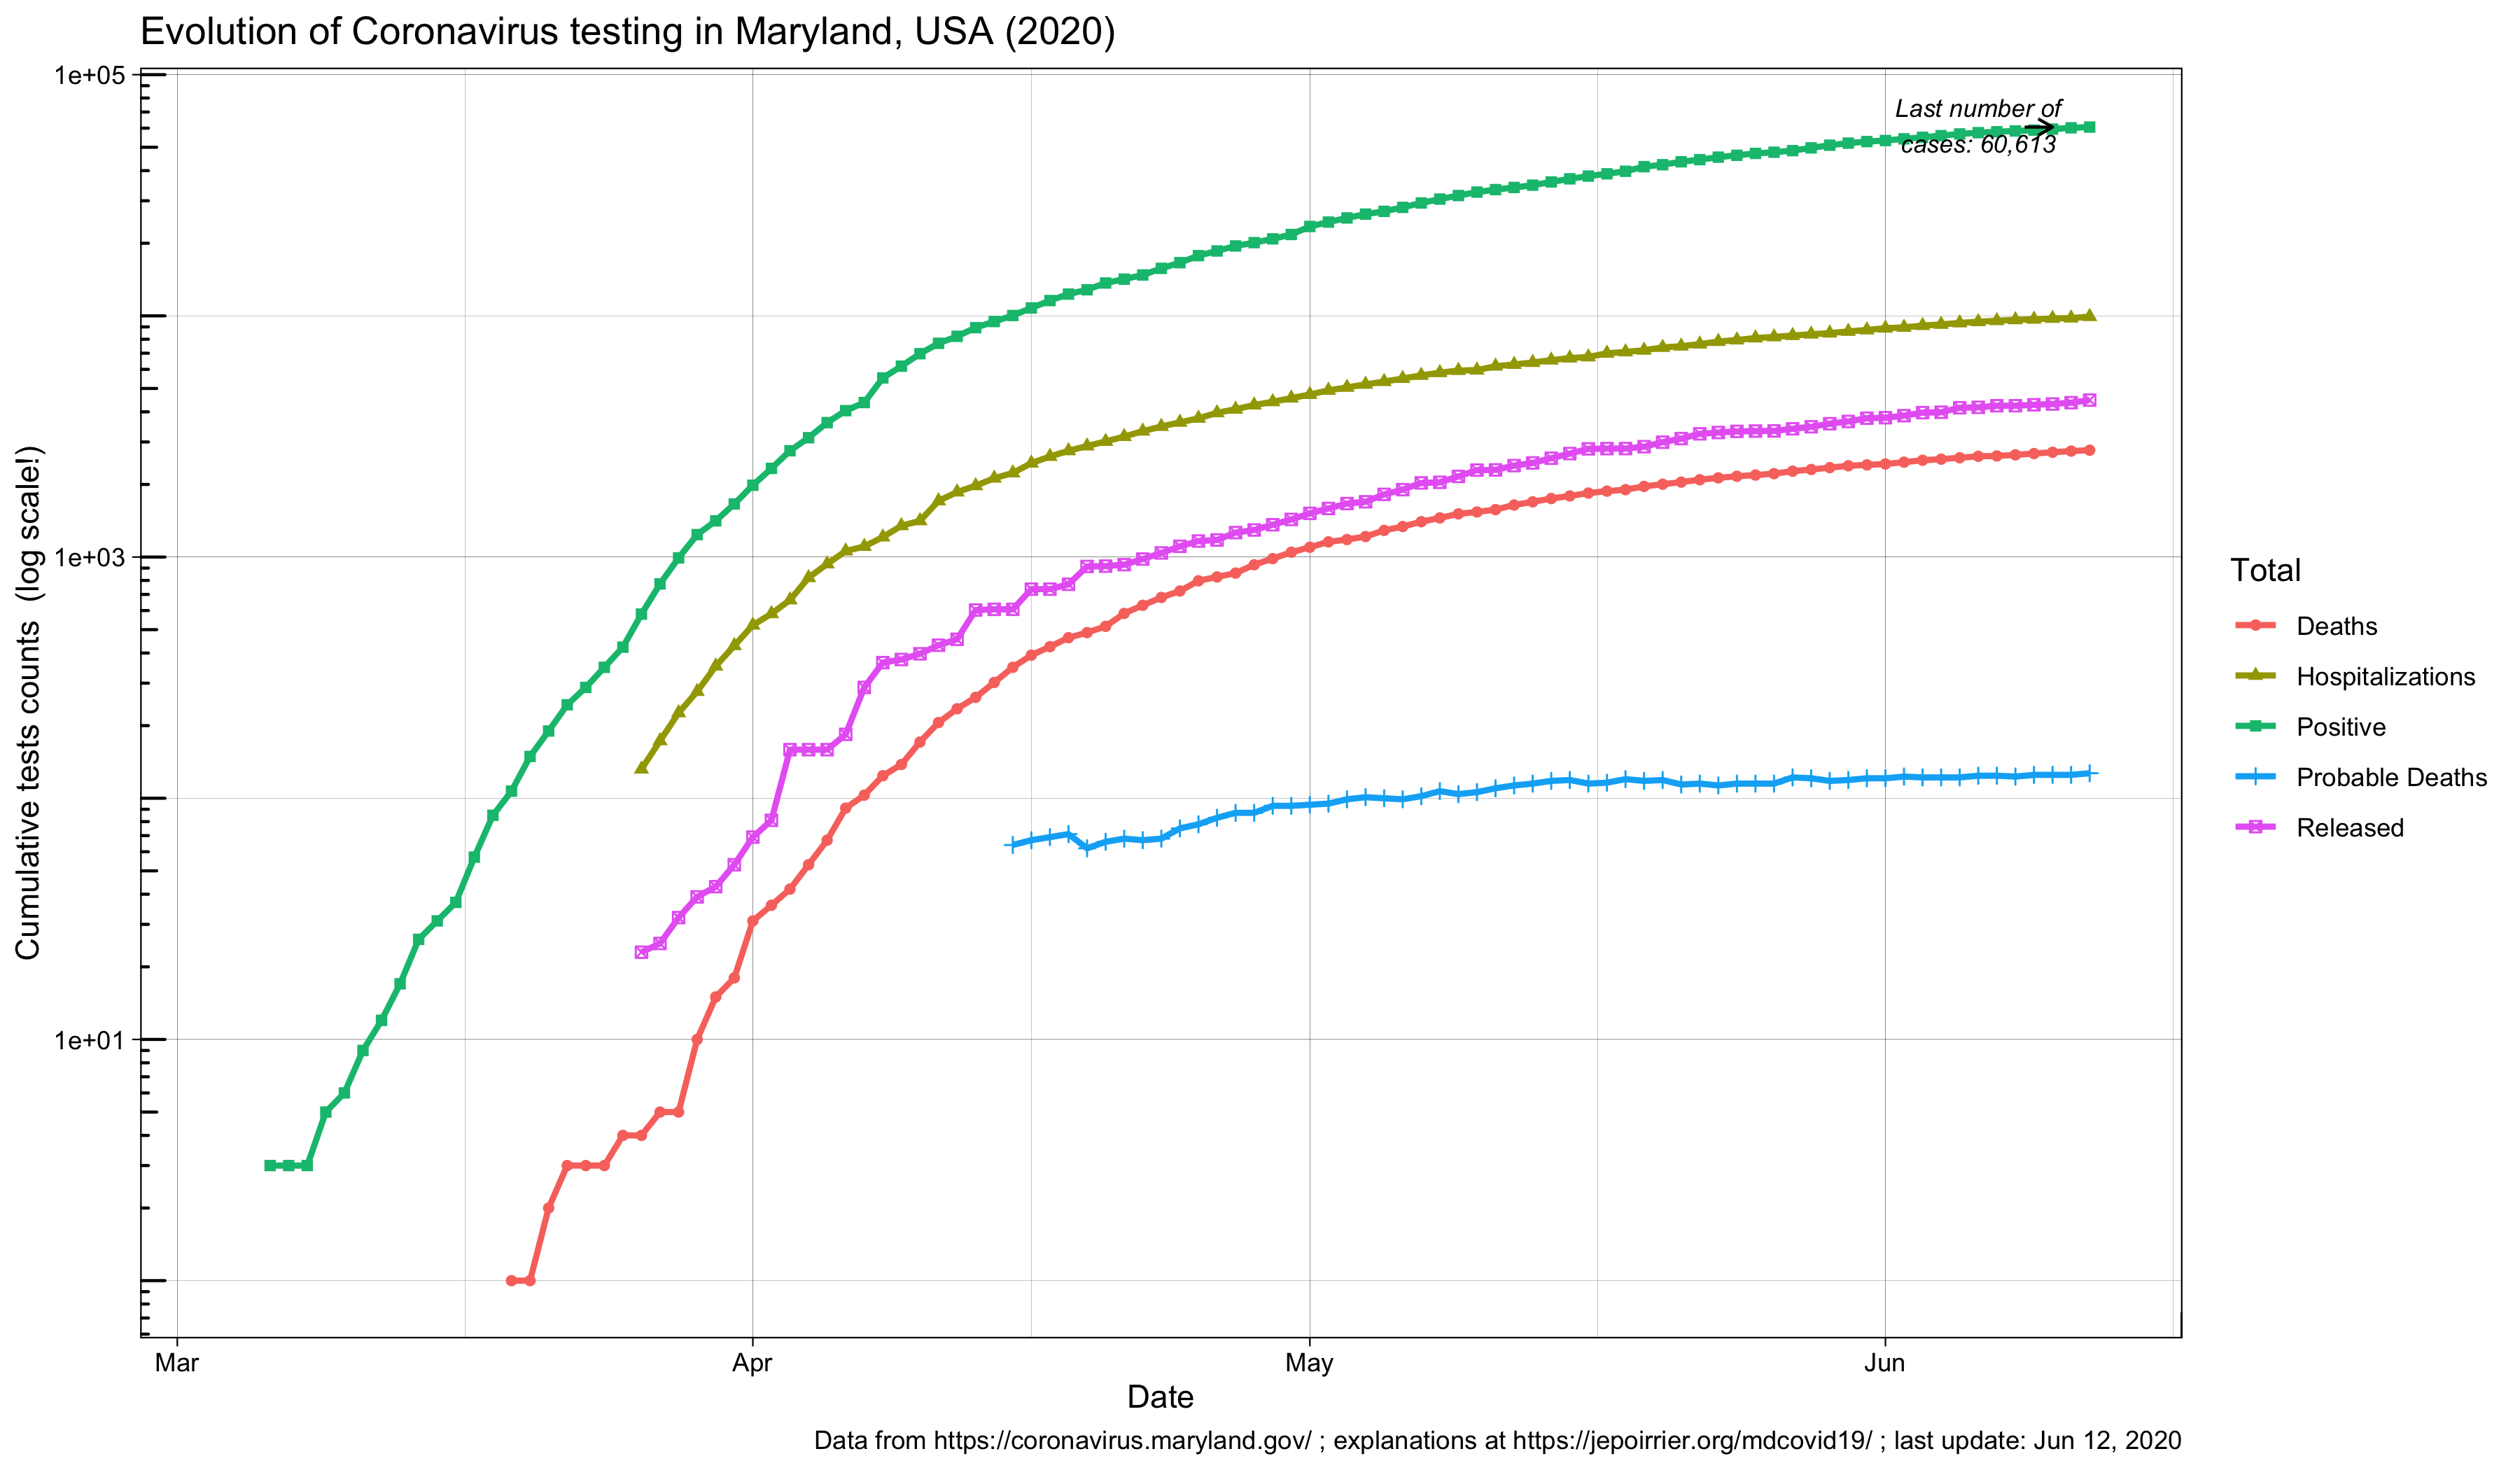 Evolution of Coronavirus testing in Maryland, USA (2020)
1e+05
1e+03
1e+01
Cumulative tests counts  (log scale!)
Last number of
cases: 60,613
Mar
Apr
May
Jun
Date
Total
Deaths
Hospitalizations
Positive
Probable Deaths
Released
Data from https://coronavirus.maryland.gov/ ; explanations at https://jepoirrier.org/mdcovid19/ ; last update: Jun 12, 2020